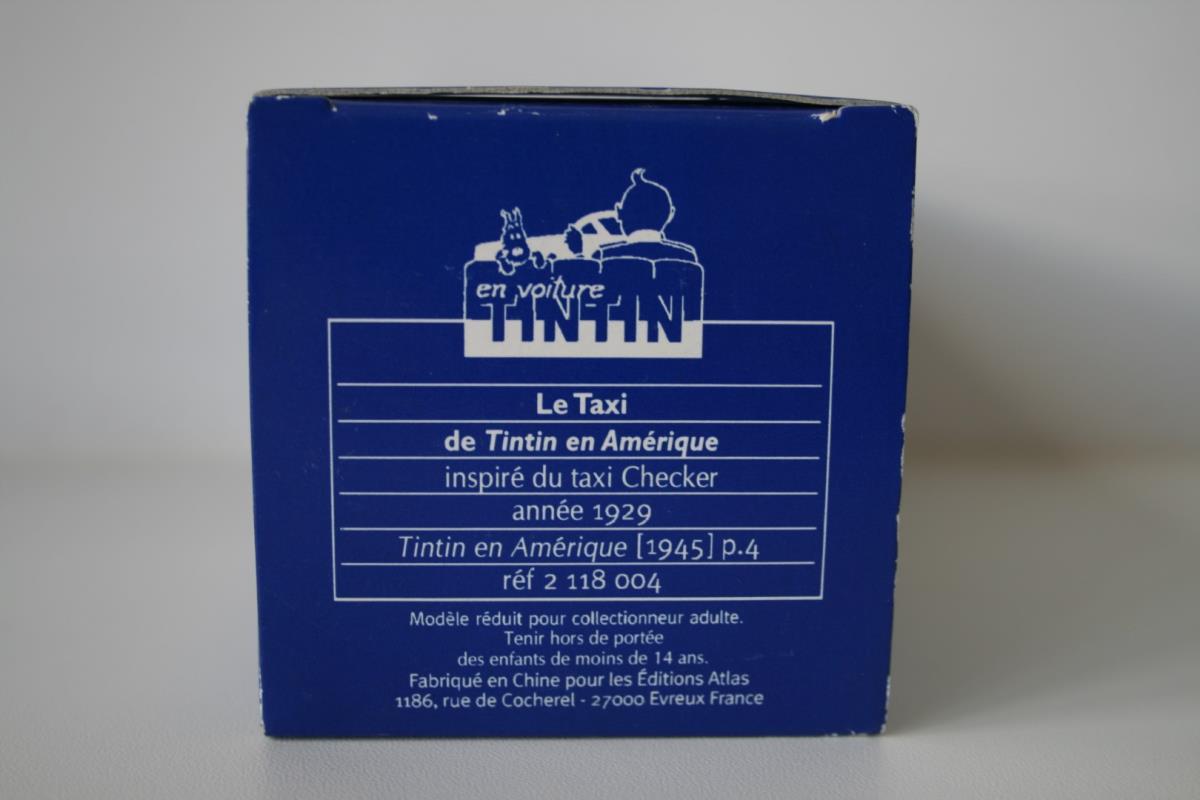 en voiture
TINTIN
Le Taxi
de Tintin en Amérique
inspiré du taxi Checker
année 1929
Tintin en Amérique [1945] p.4
réf 2 118 004
Modèle réduit pour collectionneur adulte.
Tenir hors de portée
des enfants de moins de 14 ans.
Fabriqué en Chine pour les Éditions Atlas
1186, rue de Cocherel - 27000 Evreux France